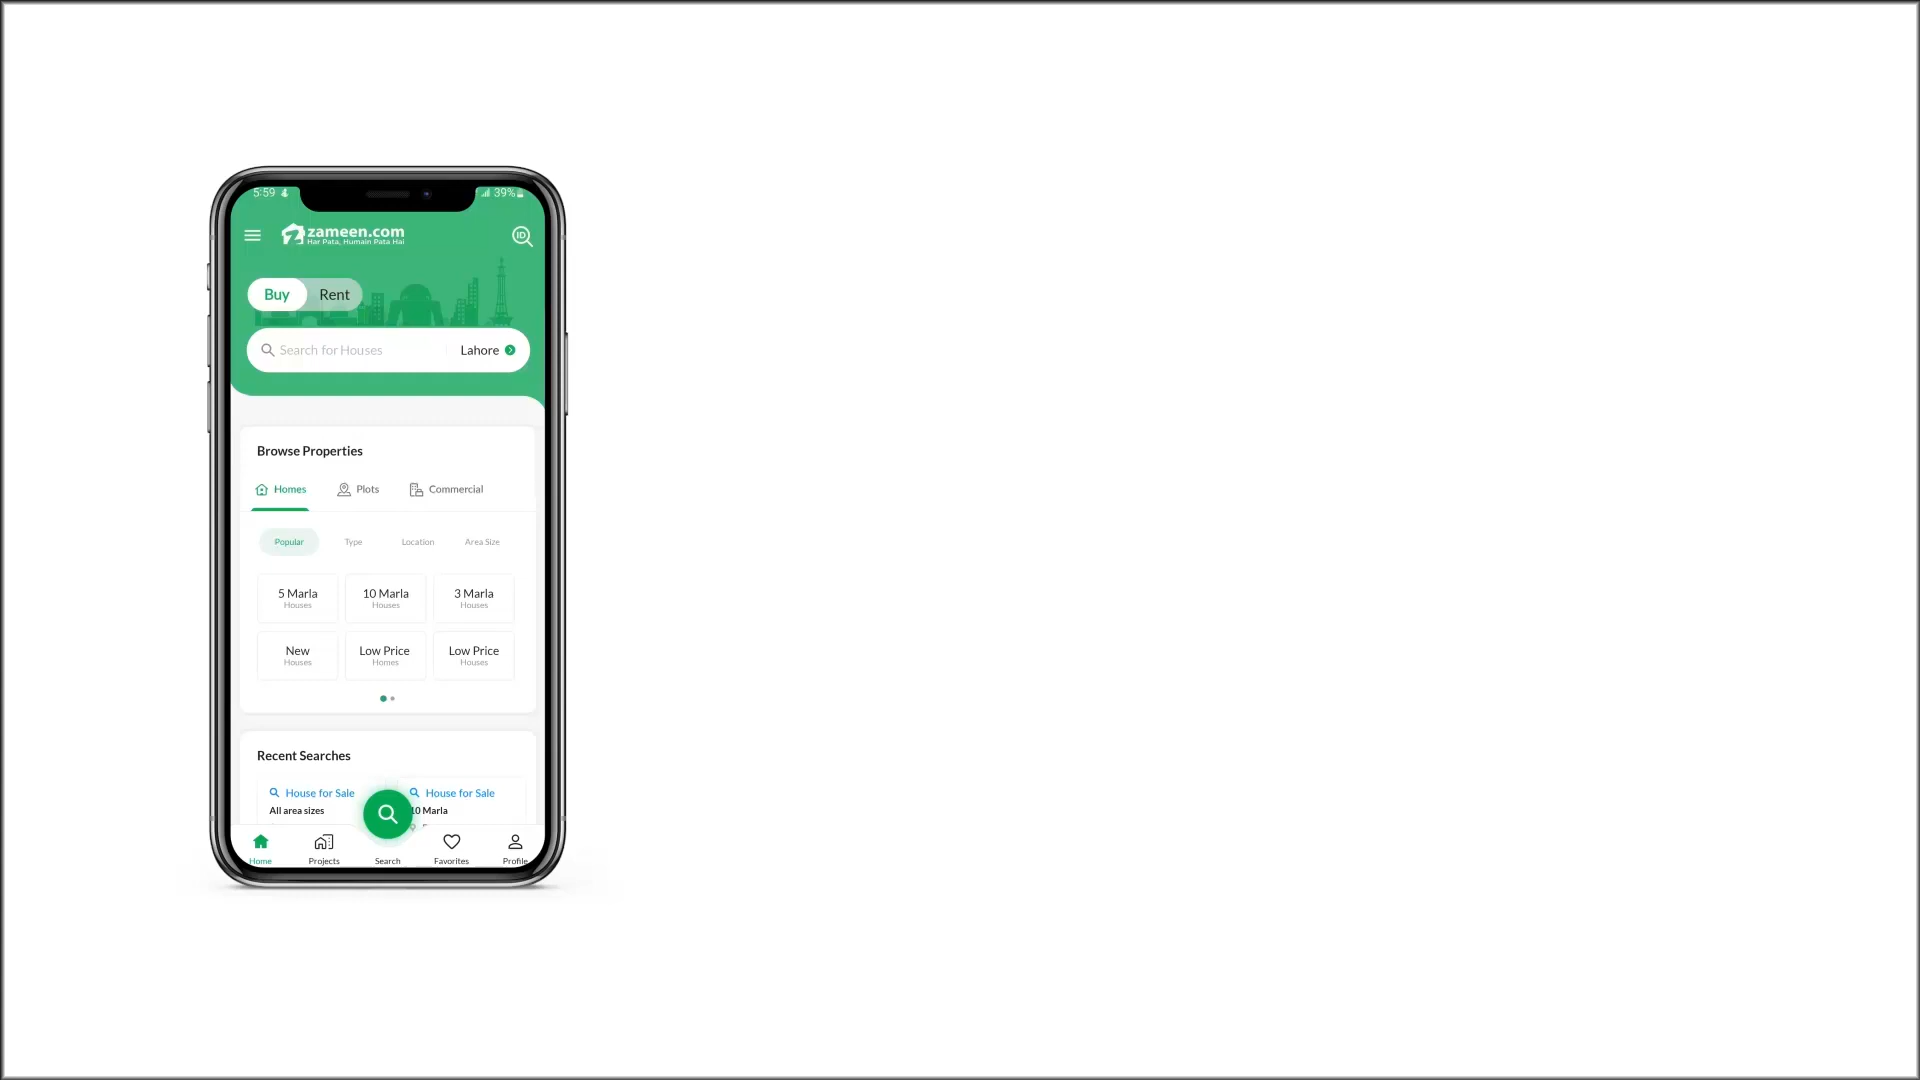 5:59 39%
zameen.com
Har Pata, Humain Pata Hai
ID
Buy Rent
Search for Houses Lahore
Browse Properties
Homes Plots Commercial
Popular Type Location Area Size
5 Marla 10 Marla 3 Marla
Houses Houses Houses
New Low Price Low Price
Houses Homes Houses
Recent Searches
House for Sale House for Sale
All area sizes 10 Marla
Home Projects Search Favorites Profile